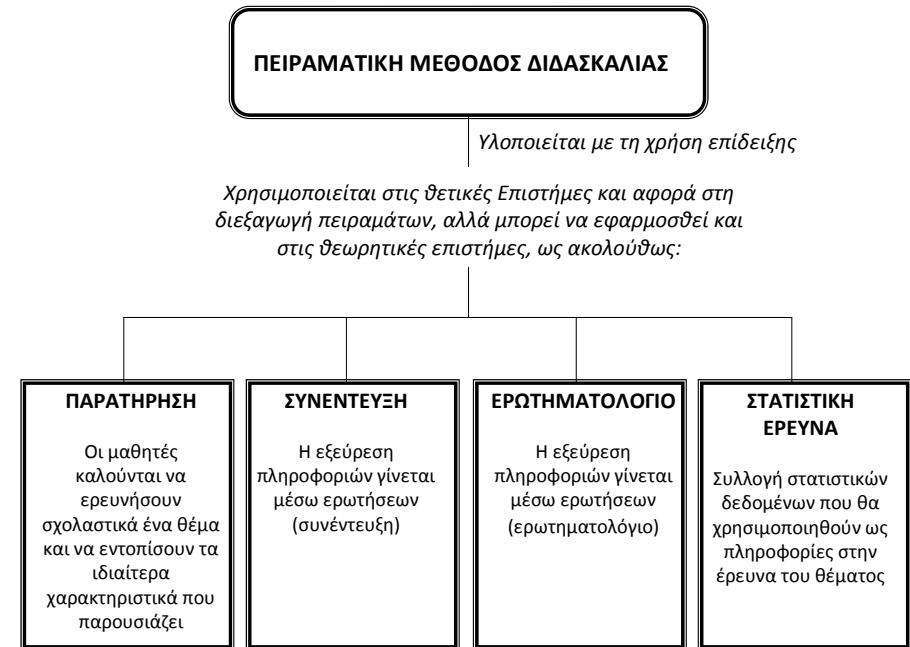 ΠΕΙΡΑΜΑΤΙΚΗ ΜΕΘΟΔΟΣ ΔΙΔΑΣΚΑΛΙΑΣ
Υλοποιείται με τη χρήση επίδειξης
Χρησιμοποιείται στις θετικές Επιστήμες και αφορά στη
διεξαγωγή πειραμάτων, αλλά μπορεί να εφαρμοσθεί και
στις θεωρητικές επιστήμες, ως ακολούθως:
ΠΑΡΑΤΗΡΗΣΗ
Οι μαθητές
καλούνται να
ερευνήσουν
σχολαστικά ένα θέμα
και να εντοπίσουν τα
ιδιαίτερα
χαρακτηριστικά που
παρουσιάζει
ΣΥΝΕΝΤΕΥΞΗ
Η εξεύρεση
πληροφοριών γίνεται
μέσω ερωτήσεων
(συνέντευξη)
ΕΡΩΤΗΜΑΤΟΛΟΓΙΟ
Η εξεύρεση
πληροφοριών γίνεται
μέσω ερωτήσεων
(ερωτηματολόγιο)
ΣΤΑΤΙΣΤΙΚΗ
ΕΡΕΥΝΑ
Συλλογή στατιστικών
δεδομένων που θα
χρησιμοποιηθούν ως
πληροφορίες στην
έρευνα του θέματος